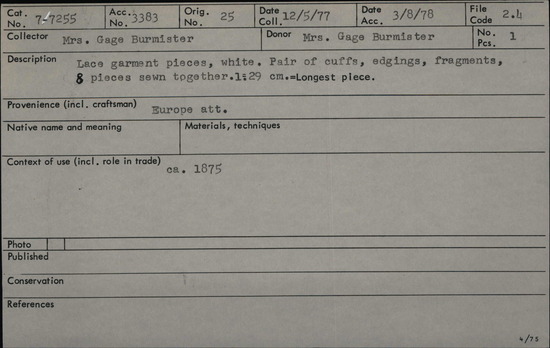 Cat. No. 7-7255 Acc. No. 3383 Orig. No. 25 Date Coll. 12/5/77 Date Acc. 3/8/78 File Code 2.4
Collector Mrs. Gage Burmister Donor Mrs. Gage Burmister No. Pcs. 1
Description Lace garment pieces, white. Pair of cuffs, edgings, fragments,
8 pieces sewn together.l:29 cm.=Longest piece.
Provenience (incl. craftsman) Europe att.
Native name and meaning Materials, techniques
Context of use (incl. role in trade) ca. 1875
Photo
Published
Conservation
References
4/75